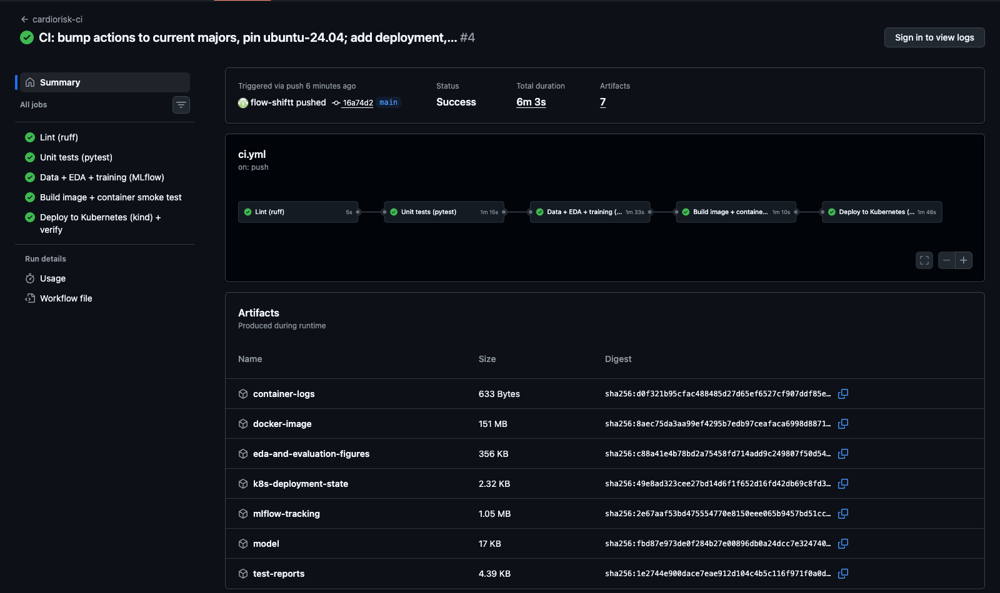 cardiorisk-ci
CI: bump actions to current majors, pin ubuntu-24.04; add deployment,... #4
Sign in to view logs
Summary
All jobs
Lint (ruff)
Unit tests (pytest)
Data + EDA + training (MLflow)
Build image + container smoke test
Deploy to Kubernetes (kind) +
verify
Run details
Usage
Workflow file
Triggered via push 6 minutes ago
flow-shiftt pushed 16a74d2 main
Status
Success
Total duration
6m 3s
Artifacts
7
ci.yml
on: push
Lint (ruff) 5s
Unit tests (pytest) 1m 15s
Data + EDA + training (... 1m 33s
Build image + containe... 1m 10s
Deploy to Kubernetes (... 1m 46s
Artifacts
Produced during runtime
Name Size Digest
container-logs 633 Bytes sha256:d0f321b95cfac488485d27d65ef6527cf907ddf85e…
docker-image 151 MB sha256:8aec75da3aa99ef4295b7edb97ceafaca6998d8871…
eda-and-evaluation-figures 356 KB sha256:c88a41e4b78bd2a75458fd714add9c249807f50d54…
k8s-deployment-state 2.32 KB sha256:49e8ad323cee27bd14d6f1f652d16fd42db69c8fd3…
mlflow-tracking 1.05 MB sha256:2e67aaf53bd475554770e8150eee065b9457bd51cc…
model 17 KB sha256:fbd87e973de0f284b27e00896db0a24dcc7e324740…
test-reports 4.39 KB sha256:1e2744e900dace7eae912d104c4b5c116f971f0a0d…